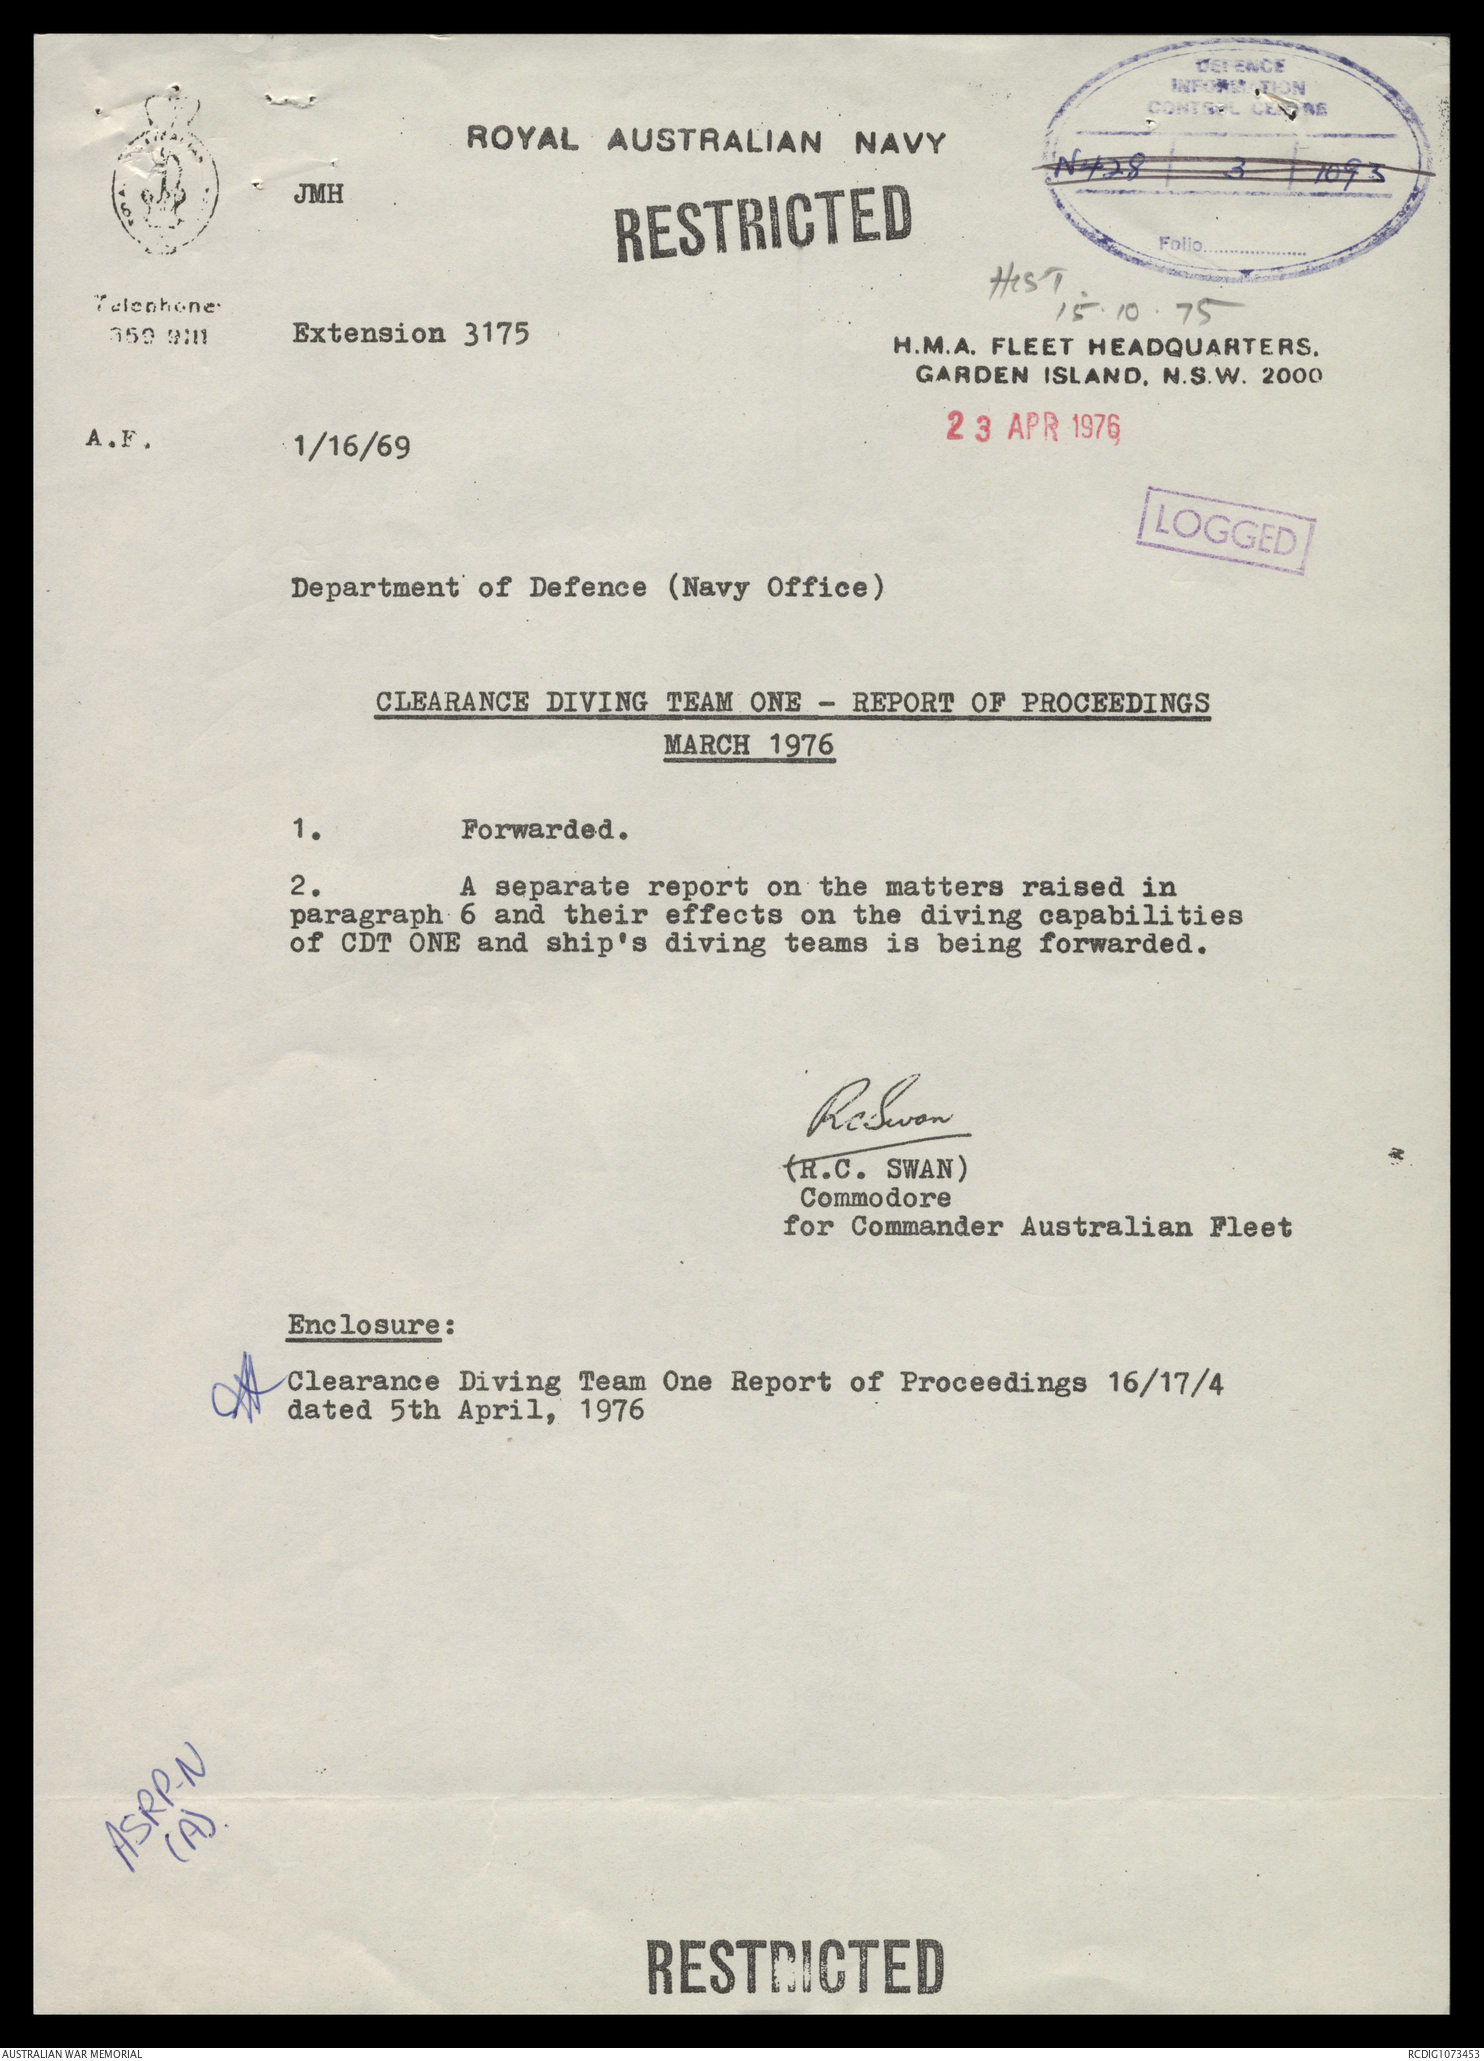 DEFENCE
INFORMATION
CONTROL CENTRE
N428 | 3 | 1093
Folio....................
ROYAL AUSTRALIAN NAVY
JMH
RESTRICTED
HIST.
15.10.75
Telephone:
359 9111
Extension 3175
H.M.A. FLEET HEADQUARTERS,
GARDEN ISLAND, N.S.W. 2000
23 APR 1976
A.F.
1/16/69
LOGGED
Department of Defence (Navy Office)
CLEARANCE DIVING TEAM ONE - REPORT OF PROCEEDINGS
MARCH 1976
1. Forwarded.
2. A separate report on the matters raised in
paragraph 6 and their effects on the diving capabilities
of CDT ONE and ship's diving teams is being forwarded.
RCSwan
(R.C. SWAN)
Commodore
for Commander Australian Fleet
Enclosure:
Clearance Diving Team One Report of Proceedings 16/17/4
dated 5th April, 1976
ASRP-N
(A).
RESTRICTED
AUSTRALIAN WAR MEMORIAL
RCDIG1073453